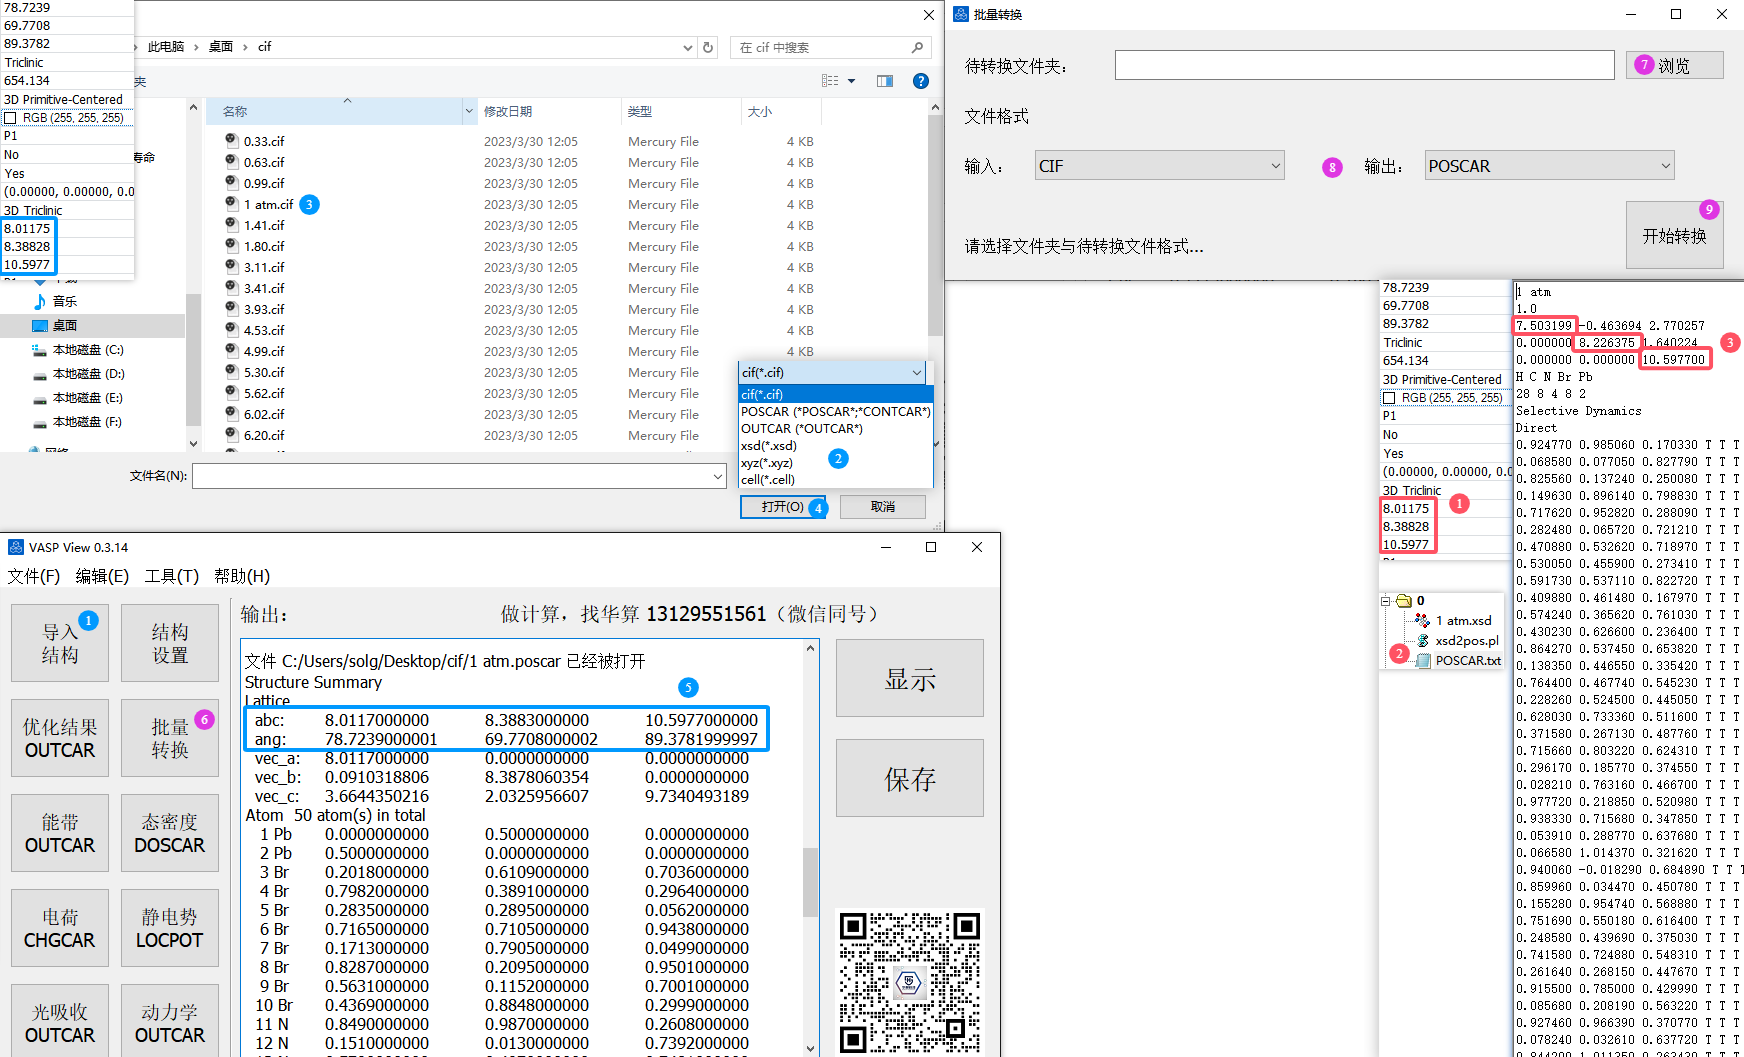 78.7239
69.7708
89.3782
Triclinic
654.134
3D Primitive-Centered
RGB (255, 255, 255)
P1
No
Yes
(0.00000, 0.00000, 0.0
3D Triclinic
8.01175
8.38828
10.5977
此电脑 › 桌面 › cif
在 cif 中搜索
夹
寿命
音乐
桌面
本地磁盘 (C:)
本地磁盘 (D:)
本地磁盘 (E:)
本地磁盘 (F:)
名称 修改日期 类型 大小
0.33.cif 2023/3/30 12:05 Mercury File 4 KB
0.63.cif 2023/3/30 12:05 Mercury File 4 KB
0.99.cif 2023/3/30 12:05 Mercury File 4 KB
1 atm.cif 3 2023/3/30 12:05 Mercury File 4 KB
1.41.cif 2023/3/30 12:05 Mercury File 4 KB
1.80.cif 2023/3/30 12:05 Mercury File 4 KB
3.11.cif 2023/3/30 12:05 Mercury File 4 KB
3.41.cif 2023/3/30 12:05 Mercury File 4 KB
3.93.cif 2023/3/30 12:05 Mercury File 4 KB
4.53.cif 2023/3/30 12:05 Mercury File 4 KB
4.99.cif 2023/3/30 12:05 Mercury File 4 KB
5.30.cif 2023/3/30 12:05 Mercury File
5.62.cif 2023/3/30 12:05 Mercury File
6.02.cif 2023/3/30 12:05 Mercury File
6.20.cif 2023/3/30 12:05 Mercury File
cif(*.cif)
cif(*.cif)
POSCAR (*POSCAR*;*CONTCAR*)
OUTCAR (*OUTCAR*)
xsd(*.xsd)
xyz(*.xyz) 2
cell(*.cell)
文件名(N):
打开(O) 4 取消
批量转换
待转换文件夹: 7 浏览
文件格式
输入: CIF 8 输出: POSCAR
9
开始转换
请选择文件夹与待转换文件格式...
78.7239
69.7708
89.3782
Triclinic
654.134
3D Primitive-Centered
RGB (255, 255, 255)
P1
No
Yes
(0.00000, 0.00000, 0.0
3D Triclinic
8.01175 1
8.38828
10.5977
0
1 atm.xsd
xsd2pos.pl
2 POSCAR.txt
1 atm
1.0
7.503199 -0.463694 2.770257
0.000000 8.226375 1.640224 3
0.000000 0.000000 10.597700
H C N Br Pb
28 8 4 8 2
Selective Dynamics
Direct
0.924770 0.985060 0.170330 T T T
0.068580 0.077050 0.827790 T T T
0.825560 0.137240 0.250080 T T T
0.149630 0.896140 0.798830 T T T
0.717620 0.952820 0.288090 T T T
0.282480 0.065720 0.721210 T T T
0.470880 0.532620 0.718970 T T T
0.530050 0.455900 0.273410 T T T
0.591730 0.537110 0.822720 T T T
0.409880 0.461480 0.167970 T T T
0.574240 0.365620 0.761030 T T T
0.430230 0.626600 0.236400 T T T
0.864270 0.537450 0.653820 T T T
0.138350 0.446550 0.335420 T T T
0.764400 0.467740 0.545230 T T T
0.228260 0.524500 0.445050 T T T
0.628030 0.733360 0.511600 T T T
0.371580 0.267130 0.487760 T T T
0.715660 0.803220 0.624310 T T T
0.296170 0.185770 0.374550 T T T
0.028210 0.763160 0.466700 T T T
0.977720 0.218850 0.520980 T T T
0.938330 0.715680 0.347850 T T T
0.053910 0.288770 0.637680 T T T
0.066580 1.014370 0.321620 T T T
0.940060 -0.018290 0.684890 T T T
0.859960 0.034470 0.450780 T T T
0.155280 0.954740 0.568880 T T T
0.751690 0.550180 0.616400 T T T
0.248580 0.439690 0.375030 T T T
0.741580 0.724880 0.548310 T T T
0.261640 0.268150 0.447670 T T T
0.915500 0.785000 0.429990 T T T
0.085680 0.208190 0.563220 T T T
0.927460 0.966390 0.370770 T T T
0.078240 0.032610 0.637720 T T T
VASP View 0.3.14
文件(F) 编辑(E) 工具(T) 帮助(H)
导入 1
结构
结构
设置
优化结果
OUTCAR
批量 6
转换
能带
OUTCAR
态密度
DOSCAR
电荷
CHGCAR
静电势
LOCPOT
光吸收
OUTCAR
动力学
OUTCAR
输出: 做计算，找华算 13129551561（微信同号）
文件 C:/Users/solg/Desktop/cif/1 atm.poscar 已经被打开
Structure Summary 5
Lattice
abc: 8.0117000000 8.3883000000 10.5977000000
ang: 78.7239000001 69.7708000002 89.3781999997
vec_a: 8.0117000000 0.0000000000 0.0000000000
vec_b: 0.0910318806 8.3878060354 0.0000000000
vec_c: 3.6644350216 2.0325956607 9.7340493189
Atom 50 atom(s) in total
1 Pb 0.0000000000 0.5000000000 0.0000000000
2 Pb 0.5000000000 0.0000000000 0.0000000000
3 Br 0.2018000000 0.6109000000 0.7036000000
4 Br 0.7982000000 0.3891000000 0.2964000000
5 Br 0.2835000000 0.2895000000 0.0562000000
6 Br 0.7165000000 0.7105000000 0.9438000000
7 Br 0.1713000000 0.7905000000 0.0499000000
8 Br 0.8287000000 0.2095000000 0.9501000000
9 Br 0.5631000000 0.1152000000 0.7001000000
10 Br 0.4369000000 0.8848000000 0.2999000000
11 N 0.8490000000 0.9870000000 0.2608000000
12 N 0.1510000000 0.0130000000 0.7392000000
显示
保存